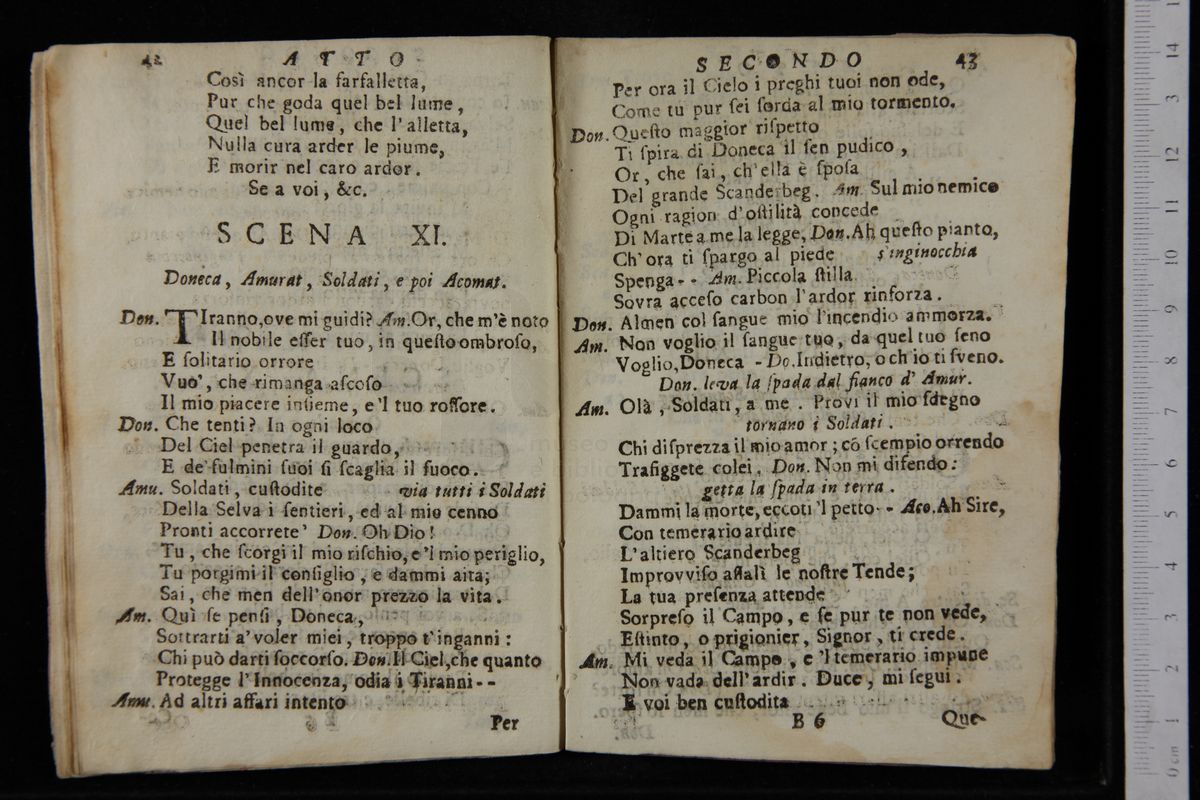 42 ATTO
Così ancor la farfalletta,
Pur che goda quel bel lume,
Quel bel lume, che l'alletta,
Nulla cura arder le piume,
E morir nel caro ardor.
Se a voi, &c.
SCENA XI.
Doneca, Amurat, Soldati, e poi Acomat.
Don. TIranno, ove mi guidi? Am. Or, che m'è noto
Il nobile eſſer tuo, in queſto ombroſo,
E ſolitario orrore
Vuo', che rimanga aſcoſo
Il mio piacere inſieme, e 'l tuo roſſore.
Don. Che tenti? In ogni loco
Del Ciel penetra il guardo,
E de' fulmini ſuoi ſi ſcaglia il fuoco.
Amu. Soldati, cuſtodite via tutti i Soldati
Della Selva i ſentieri, ed al mio cenno
Pronti accorrete' Don. Oh Dio!
Tu, che ſcorgi il mio riſchio, e 'l mio periglio,
Tu porgimi il conſiglio, e dammi aita;
Sai, che men dell'onor prezzo la vita.
Am. Quì ſe penſi, Doneca,
Sottrarti a' voler miei, troppo t'inganni:
Chi può darti ſoccorſo. Don. Il Ciel, che quanto
Protegge l'Innocenza, odia i Tiranni--
Amu. Ad altri affari intento
Per
SECONDO 43
Per ora il Cielo i preghi tuoi non ode,
Come tu pur ſei ſorda al mio tormento.
Don. Queſto maggior riſpetto
Ti ſpira di Doneca il ſen pudico,
Or, che ſai, ch'ella è ſpoſa
Del grande Scanderbeg. Am. Sul mio nemico
Ogni ragion d'oſtilità concede
Di Marte a me la legge, Don. Ah queſto pianto,
Ch'ora ti ſpargo al piede s'inginocchia
Spenga-- Am. Piccola ſtilla
Sovra acceſo carbon l'ardor rinforza.
Don. Almen col ſangue mio l'incendio ammorza.
Am. Non voglio il ſangue tuo, da quel tuo ſeno
Voglio, Doneca - Do. Indietro, o ch io ti ſveno.
Don. leva la ſpada dal fianco d' Amur.
Am. Olà, Soldati, a me. Provi il mio ſdegno
tornano i Soldati.
Chi diſprezza il mio amor; cõ ſcempio orrendo
Trafiggete colei, Don. Non mi difendo:
getta la ſpada in terra.
Dammi la morte, eccoti 'l petto-- Aco. Ah Sire,
Con temerario ardire
L'altiero Scanderbeg
Improvviſo aſſalì le noſtre Tende;
La tua preſenza attende
Sorpreſo il Campo, e ſe pur te non vede,
Eſtinto, o prigionier, Signor, ti crede.
Am. Mi veda il Campo, e 'l temerario impune
Non vada dell'ardir. Duce, mi ſegui.
E voi ben cuſtodita
B 6 Que-